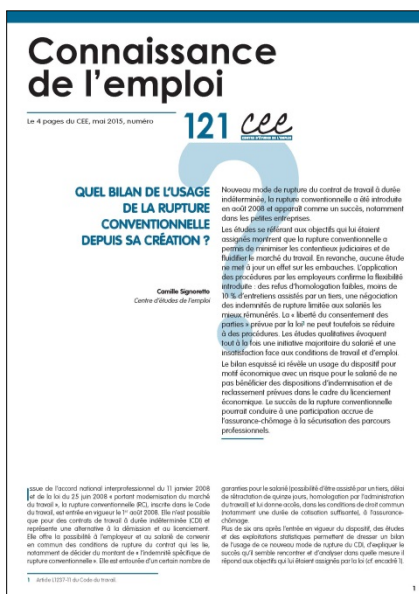 Connaissance
de l'emploi
Le 4 pages du CEE, mai 2015, numéro
121 cee
CENTRE D'ÉTUDES DE L'EMPLOI
QUEL BILAN DE L'USAGE
DE LA RUPTURE
CONVENTIONNELLE
DEPUIS SA CRÉATION ?
Camille Signoretto
Centre d'études de l'emploi
Nouveau mode de rupture du contrat de travail à durée
indéterminée, la rupture conventionnelle a été introduite
en août 2008 et apparaît comme un succès, notamment
dans les petites entreprises.
Les études se référant aux objectifs qui lui étaient
assignés montrent que la rupture conventionnelle a
permis de minimiser les contentieux judiciaires et de
fluidifier le marché du travail. En revanche, aucune étude
ne met à jour un effet sur les embauches. L'application
des procédures par les employeurs confirme la flexibilité
introduite : des refus d'homologation faibles, moins de
10 % d'entretiens assistés par un tiers, une négociation
des indemnités de rupture limitée aux salariés les
mieux rémunérés. La « liberté du consentement des
parties » prévue par la loi¹ ne peut toutefois se réduire
à des procédures. Les études qualitatives évoquent
tout à la fois une initiative majoritaire du salarié et une
insatisfaction face aux conditions de travail et d'emploi.
Le bilan esquissé ici révèle un usage du dispositif pour
motif économique avec un risque pour le salarié de ne
pas bénéficier des dispositions d'indemnisation et de
reclassement prévues dans le cadre du licenciement
économique. Le succès de la rupture conventionnelle
pourrait conduire à une participation accrue de
l'assurance-chômage à la sécurisation des parcours
professionnels.
Issue de l'accord national interprofessionnel du 11 janvier 2008
et de la loi du 25 juin 2008 « portant modernisation du marché
du travail », la rupture conventionnelle (RC), inscrite dans le Code
du travail, est entrée en vigueur le 1er août 2008. Elle n'est possible
que pour des contrats de travail à durée indéterminée (CDI) et
représente une alternative à la démission et au licenciement.
Elle offre la possibilité à l'employeur et au salarié de convenir
en commun des conditions de rupture du contrat qui les lie,
notamment de décider du montant de « l'indemnité spécifique de
rupture conventionnelle ». Elle est entourée d'un certain nombre de
garanties pour le salarié (possibilité d'être assisté par un tiers, délai
de rétractation de quinze jours, homologation par l'administration
du travail) et lui donne accès, dans les conditions de droit commun
(notamment une durée de cotisation suffisante), à l'assurance-
chômage.
Plus de six ans après l'entrée en vigueur du dispositif, des études
et des exploitations statistiques permettent de dresser un bilan
de l'usage de ce nouveau mode de rupture du CDI, d'expliquer le
succès qu'il semble rencontrer et d'analyser dans quelle mesure il
répond aux objectifs qui lui étaient assignés par la loi (cf. encadré 1).
1 Article L1237-11 du Code du travail.
1